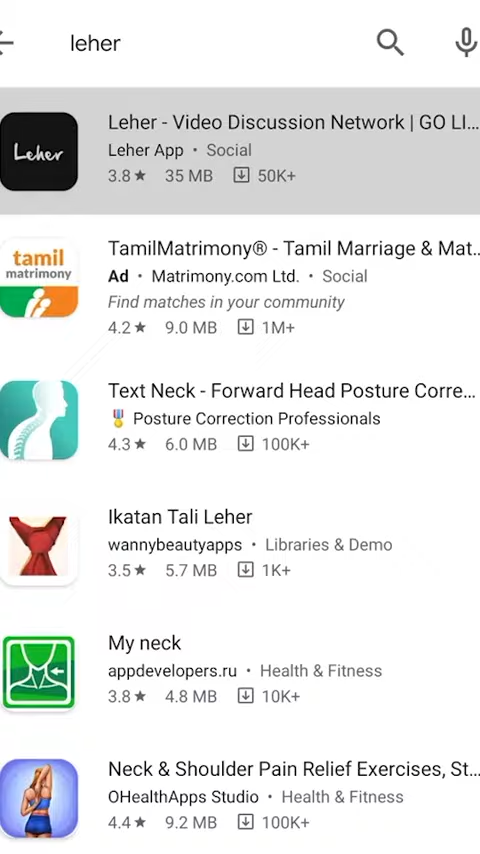 leher
Leher
Leher - Video Discussion Network | GO LI...
Leher App • Social
3.8★ 35 MB 50K+
tamil
matrimony
TamilMatrimony® - Tamil Marriage & Mat...
Ad • Matrimony.com Ltd. • Social
Find matches in your community
4.2★ 9.0 MB 1M+
Text Neck - Forward Head Posture Corre...
Posture Correction Professionals
4.3★ 6.0 MB 100K+
Ikatan Tali Leher
wannybeautyapps • Libraries & Demo
3.5★ 5.7 MB 1K+
My neck
appdevelopers.ru • Health & Fitness
3.8★ 4.8 MB 10K+
Neck & Shoulder Pain Relief Exercises, St...
OHealthApps Studio • Health & Fitness
4.4★ 9.2 MB 100K+